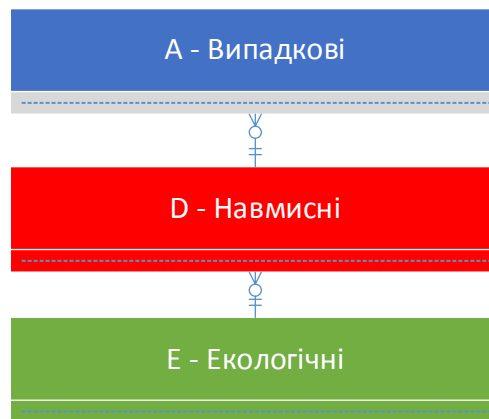 А - Випадкові
D - Навмисні
Е - Екологічні